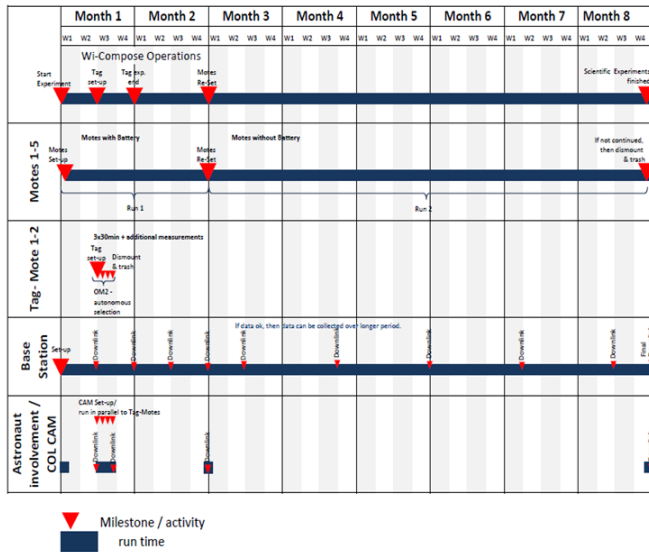 Month 1 Month 2 Month 3 Month 4 Month 5 Month 6 Month 7 Month 8
W1 W2 W3 W4 W1 W2 W3 W4 W1 W2 W3 W4 W1 W2 W3 W4 W1 W2 W3 W4 W1 W2 W3 W4 W1 W2 W3 W4 W1 W2 W3 W4
Wi-Compose Operations
Start
Experiment
Tag
set-up
Tag exp.
end
Motes
Re-Set
Scientific Experiments
finished
Motes 1-5
Motes with Battery
Motes without Battery
Motes
Set-up
Motes
Re-Set
If not continued,
then dismount
& trash
Run 1
Run 2
Tag- Mote 1-2
3x30min + additional measurements
Tag
set-up
Dismount
& trash
OM2 -
autonomous
selection
Base
Station
If data ok, then data can be collected over longer period.
Set-up
Downlink
Downlink
Downlink
Downlink
Downlink
Downlink
Downlink
Downlink
Downlink
Final
Astronaut
involvement /
COL CAM
CAM Set-up/
run in parallel to Tag-Motes
Downlink
Downlink
Downlink
Milestone / activity
run time